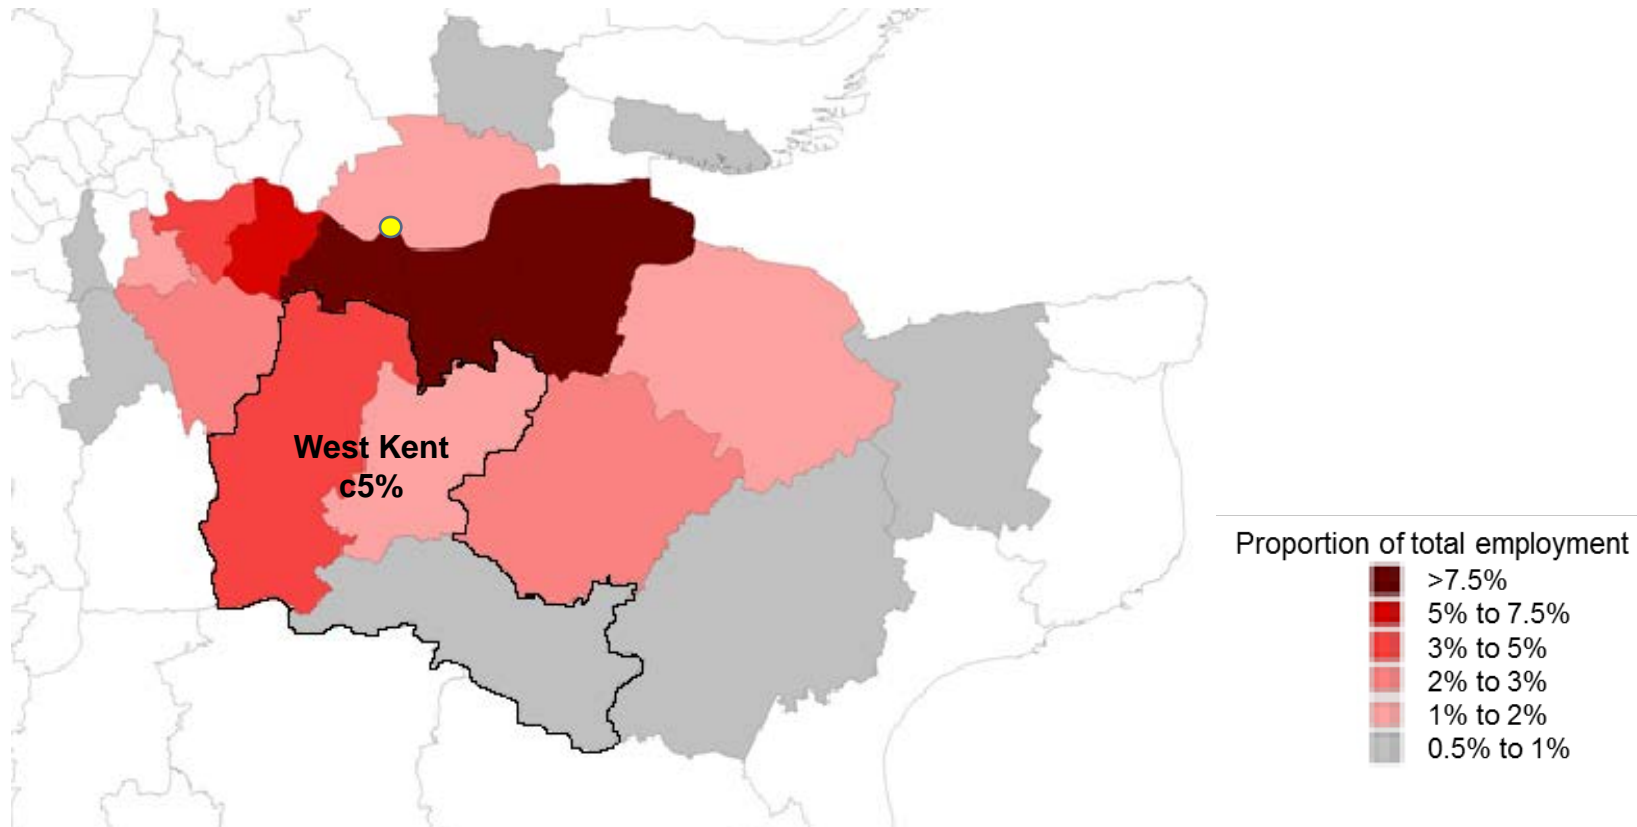 West Kent
c5%
Proportion of total employment
>7.5%
5% to 7.5%
3% to 5%
2% to 3%
1% to 2%
0.5% to 1%